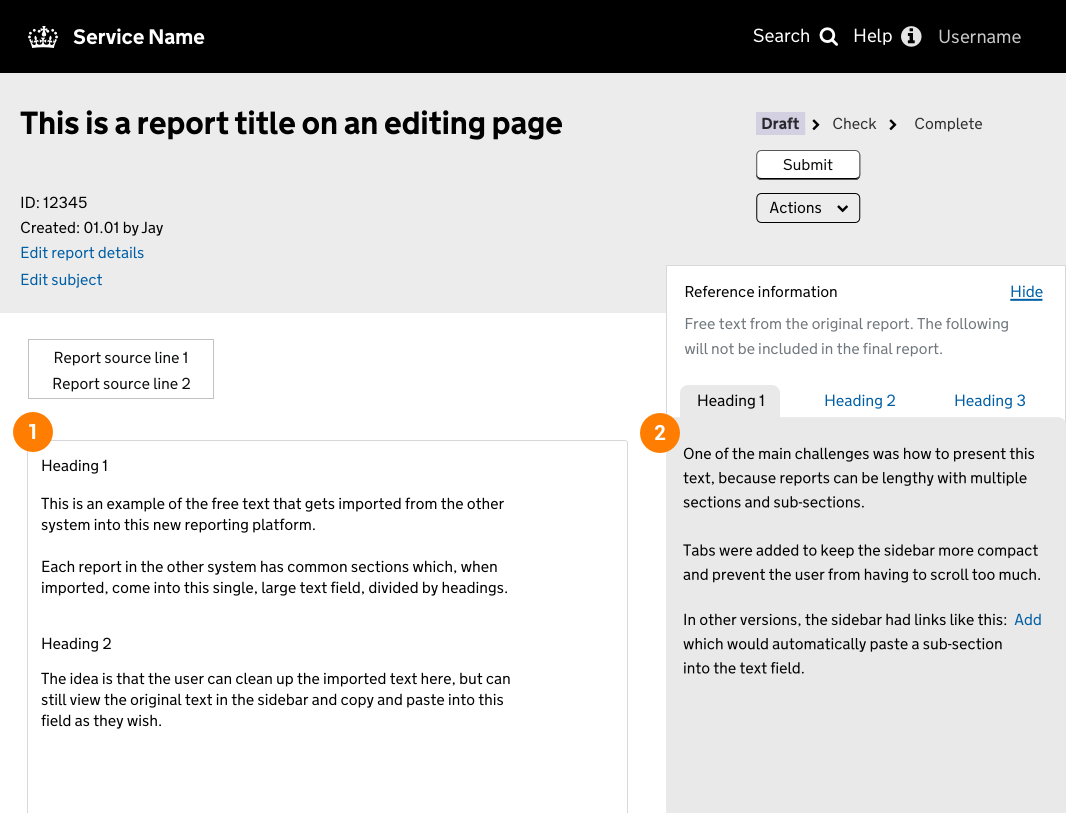 Service Name
Search Help Username
This is a report title on an editing page
Draft Check Complete
Submit
Actions
ID: 12345
Created: 01.01 by Jay
Edit report details
Edit subject
Report source line 1
Report source line 2
1
Heading 1
This is an example of the free text that gets imported from the other
system into this new reporting platform.
Each report in the other system has common sections which, when
imported, come into this single, large text field, divided by headings.
Heading 2
The idea is that the user can clean up the imported text here, but can
still view the original text in the sidebar and copy and paste into this
field as they wish.
Reference information Hide
Free text from the original report. The following
will not be included in the final report.
Heading 1 Heading 2 Heading 3
2
One of the main challenges was how to present this
text, because reports can be lengthy with multiple
sections and sub-sections.
Tabs were added to keep the sidebar more compact
and prevent the user from having to scroll too much.
In other versions, the sidebar had links like this: Add
which would automatically paste a sub-section
into the text field.